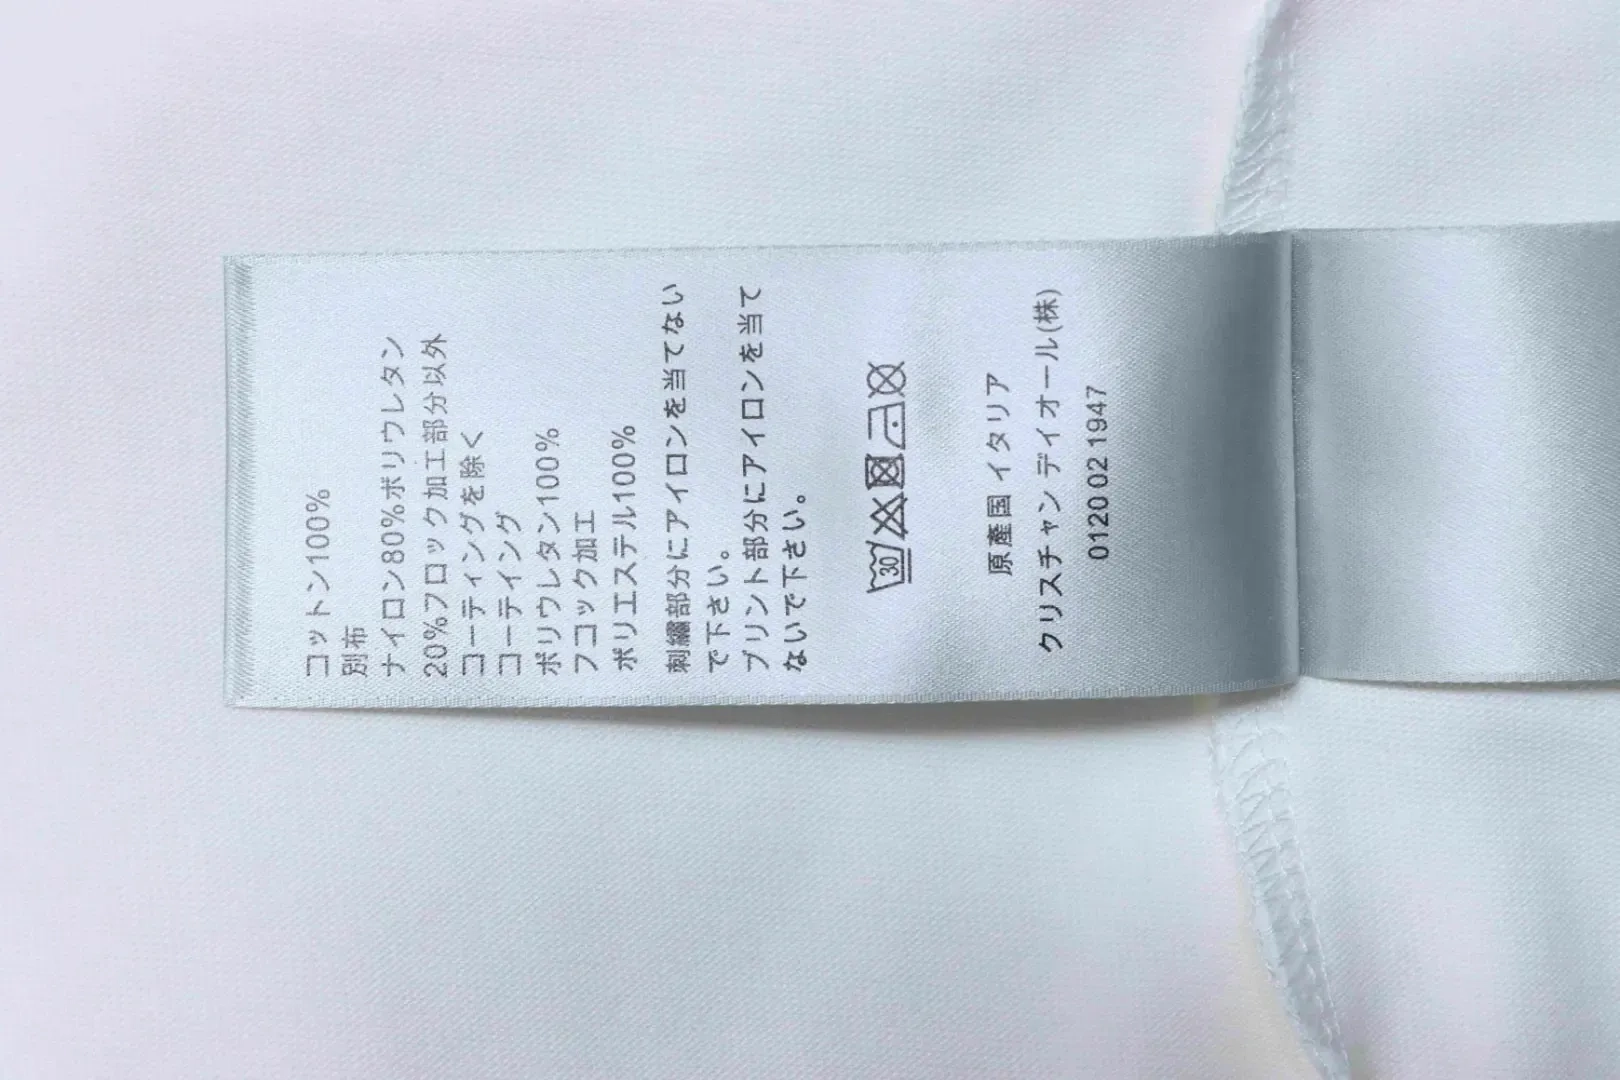 コットン100%
別布
ナイロン80%ポリウレタン
20%フロック加工部分以外
コーティングを除く
コーテイング
ポリウレタン100%
フコック加工
ポリエステル100%
刺繍部分にアイロンを当てない
で下さい。
プリント部分にアイロンを当て
ないで下さい。
30
原產国 イタリア
クリスチャン ディオール(株)
0120 02 1947